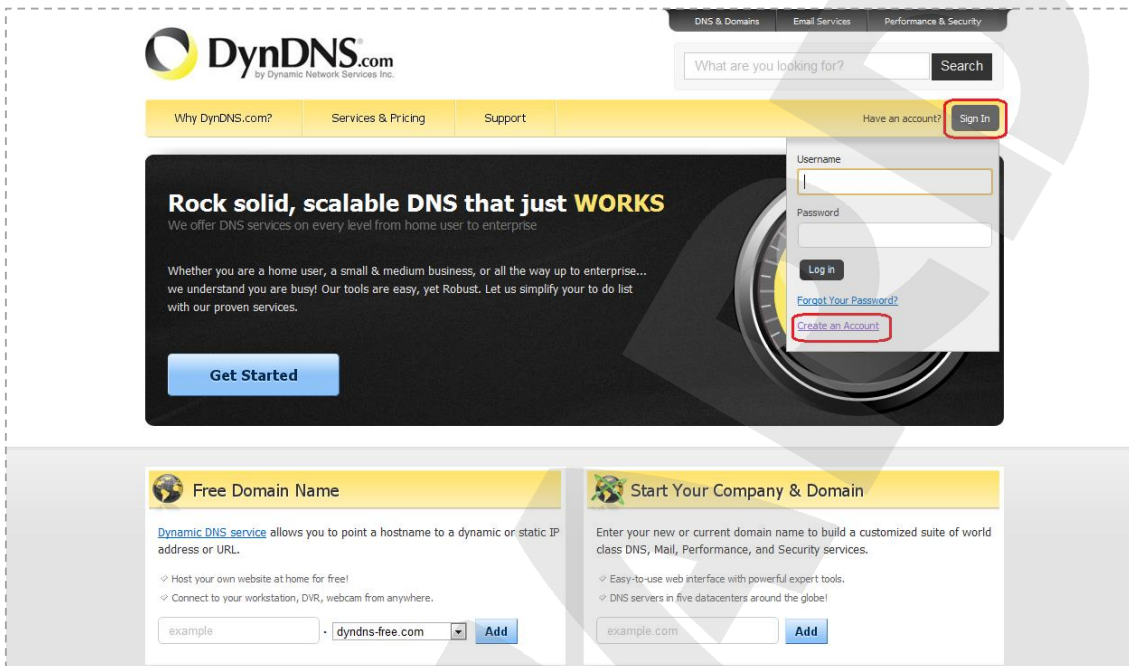 DNS & Domains Email Services Performance & Security
DynDNS.com
by Dynamic Network Services Inc.
What are you looking for? Search
Why DynDNS.com? Services & Pricing Support Have an account? Sign In
Username
Password
Log in
Forgot Your Password?
Create an Account
Rock solid, scalable DNS that just WORKS
We offer DNS services on every level from home user to enterprise
Whether you are a home user, a small & medium business, or all the way up to enterprise...
we understand you are busy! Our tools are easy, yet Robust. Let us simplify your to do list
with our proven services.
Get Started
Free Domain Name
Dynamic DNS service allows you to point a hostname to a dynamic or static IP
address or URL.
Host your own website at home for free!
Connect to your workstation, DVR, webcam from anywhere.
example . dyndns-free.com Add
Start Your Company & Domain
Enter your new or current domain name to build a customized suite of world
class DNS, Mail, Performance, and Security services.
Easy-to-use web interface with powerful expert tools.
DNS servers in five datacenters around the globe!
example.com Add